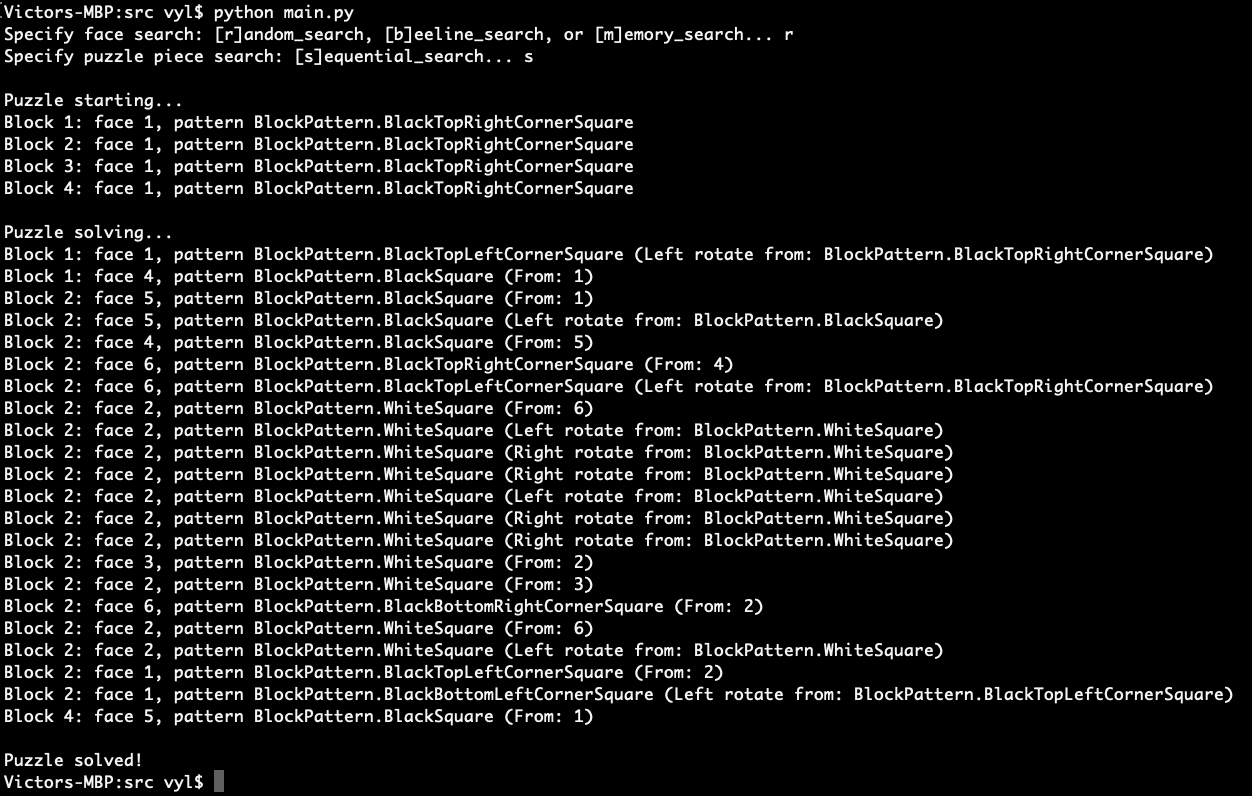 Victors-MBP:src vyl$ python main.py
Specify face search: [r]andom_search, [b]eeline_search, or [m]emory_search... r
Specify puzzle piece search: [s]equential_search... s
Puzzle starting...
Block 1: face 1, pattern BlockPattern.BlackTopRightCornerSquare
Block 2: face 1, pattern BlockPattern.BlackTopRightCornerSquare
Block 3: face 1, pattern BlockPattern.BlackTopRightCornerSquare
Block 4: face 1, pattern BlockPattern.BlackTopRightCornerSquare
Puzzle solving...
Block 1: face 1, pattern BlockPattern.BlackTopLeftCornerSquare (Left rotate from: BlockPattern.BlackTopRightCornerSquare)
Block 1: face 4, pattern BlockPattern.BlackSquare (From: 1)
Block 2: face 5, pattern BlockPattern.BlackSquare (From: 1)
Block 2: face 5, pattern BlockPattern.BlackSquare (Left rotate from: BlockPattern.BlackSquare)
Block 2: face 4, pattern BlockPattern.BlackSquare (From: 5)
Block 2: face 6, pattern BlockPattern.BlackTopRightCornerSquare (From: 4)
Block 2: face 6, pattern BlockPattern.BlackTopLeftCornerSquare (Left rotate from: BlockPattern.BlackTopRightCornerSquare)
Block 2: face 2, pattern BlockPattern.WhiteSquare (From: 6)
Block 2: face 2, pattern BlockPattern.WhiteSquare (Left rotate from: BlockPattern.WhiteSquare)
Block 2: face 2, pattern BlockPattern.WhiteSquare (Right rotate from: BlockPattern.WhiteSquare)
Block 2: face 2, pattern BlockPattern.WhiteSquare (Right rotate from: BlockPattern.WhiteSquare)
Block 2: face 2, pattern BlockPattern.WhiteSquare (Left rotate from: BlockPattern.WhiteSquare)
Block 2: face 2, pattern BlockPattern.WhiteSquare (Right rotate from: BlockPattern.WhiteSquare)
Block 2: face 2, pattern BlockPattern.WhiteSquare (Right rotate from: BlockPattern.WhiteSquare)
Block 2: face 3, pattern BlockPattern.WhiteSquare (From: 2)
Block 2: face 2, pattern BlockPattern.WhiteSquare (From: 3)
Block 2: face 6, pattern BlockPattern.BlackBottomRightCornerSquare (From: 2)
Block 2: face 2, pattern BlockPattern.WhiteSquare (From: 6)
Block 2: face 2, pattern BlockPattern.WhiteSquare (Left rotate from: BlockPattern.WhiteSquare)
Block 2: face 1, pattern BlockPattern.BlackTopLeftCornerSquare (From: 2)
Block 2: face 1, pattern BlockPattern.BlackBottomLeftCornerSquare (Left rotate from: BlockPattern.BlackTopLeftCornerSquare)
Block 4: face 5, pattern BlockPattern.BlackSquare (From: 1)
Puzzle solved!
Victors-MBP:src vyl$